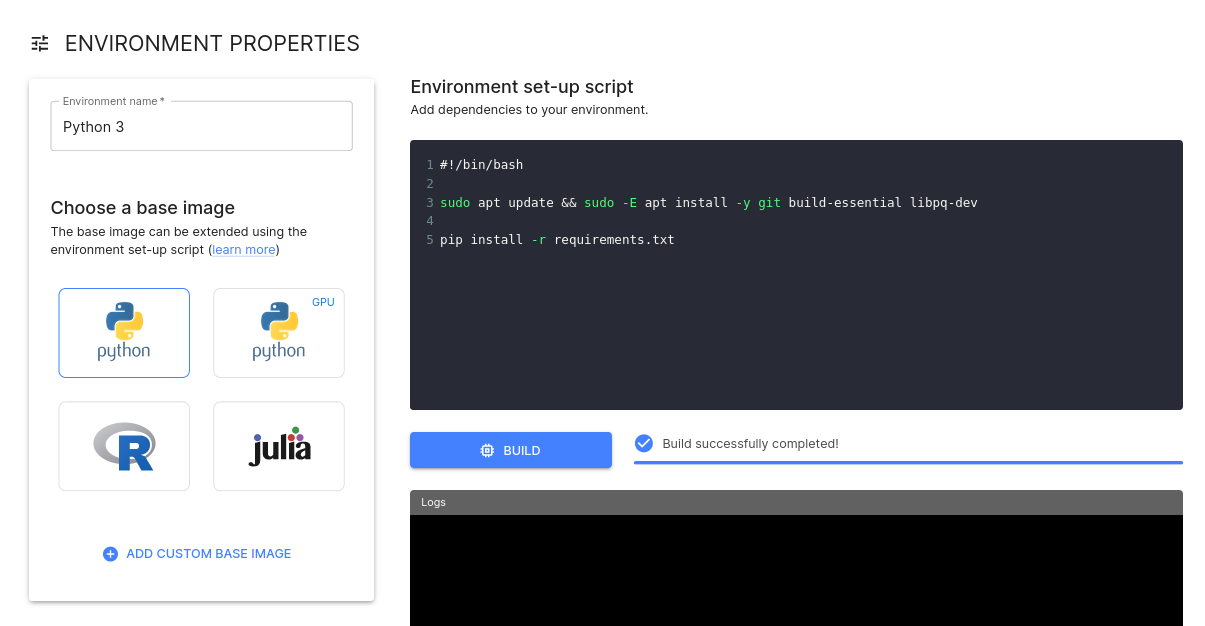 ENVIRONMENT PROPERTIES
Environment name *
Python 3
Choose a base image
The base image can be extended using the
environment set-up script (learn more)
python
GPU
python
R
julia
ADD CUSTOM BASE IMAGE
Environment set-up script
Add dependencies to your environment.
1 #!/bin/bash
2
3 sudo apt update && sudo -E apt install -y git build-essential libpq-dev
4
5 pip install -r requirements.txt
BUILD
Build successfully completed!
Logs